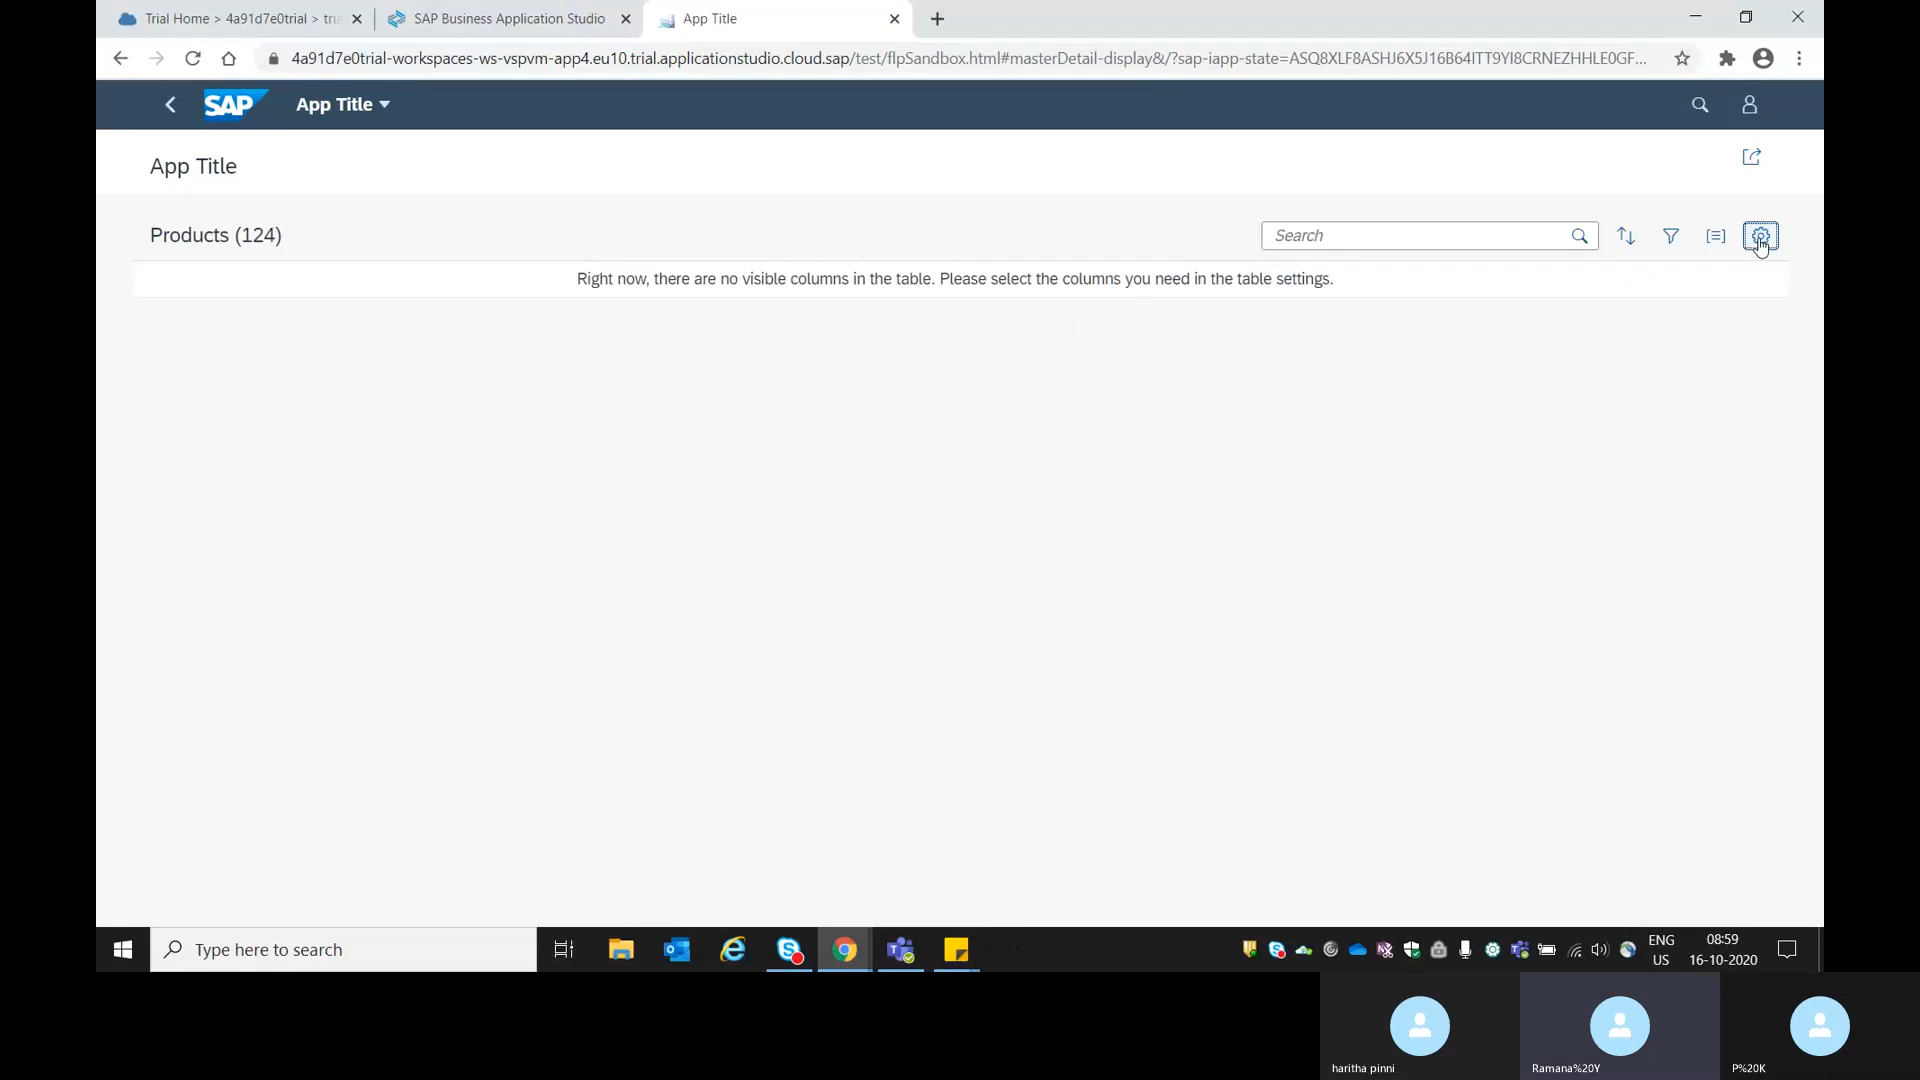 Trial Home > 4a91d7e0trial > tria
SAP Business Application Studio
App Title
4a91d7e0trial-workspaces-ws-vspvm-app4.eu10.trial.applicationstudio.cloud.sap/test/flpSandbox.html#masterDetail-display&/?sap-iapp-state=ASQ8XLF8ASHJ6X5J16B64ITT9YI8CRNEZHHLE0GF...
SAP
App Title
App Title
Products (124)
Search
Right now, there are no visible columns in the table. Please select the columns you need in the table settings.
Type here to search
ENG
US
08:59
16-10-2020
haritha pinni
Ramana%20Y
P%20K